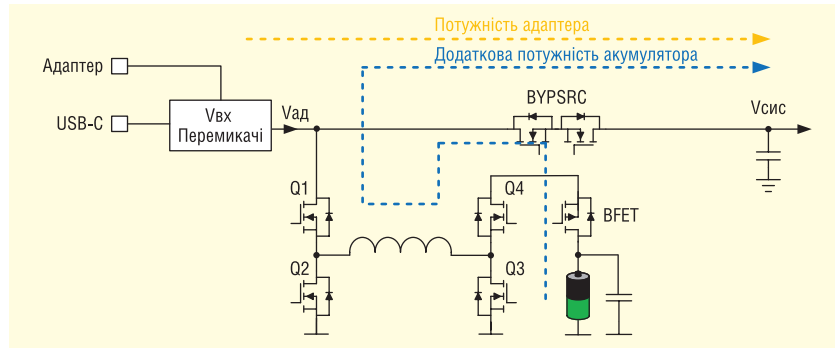 Потужність адаптера
Додаткова потужність акумулятора
Адаптер
USB-C
Vвх
Перемикачі
Vад
BYPSRC
Vсис
Q1
Q4
BFET
Q2
Q3